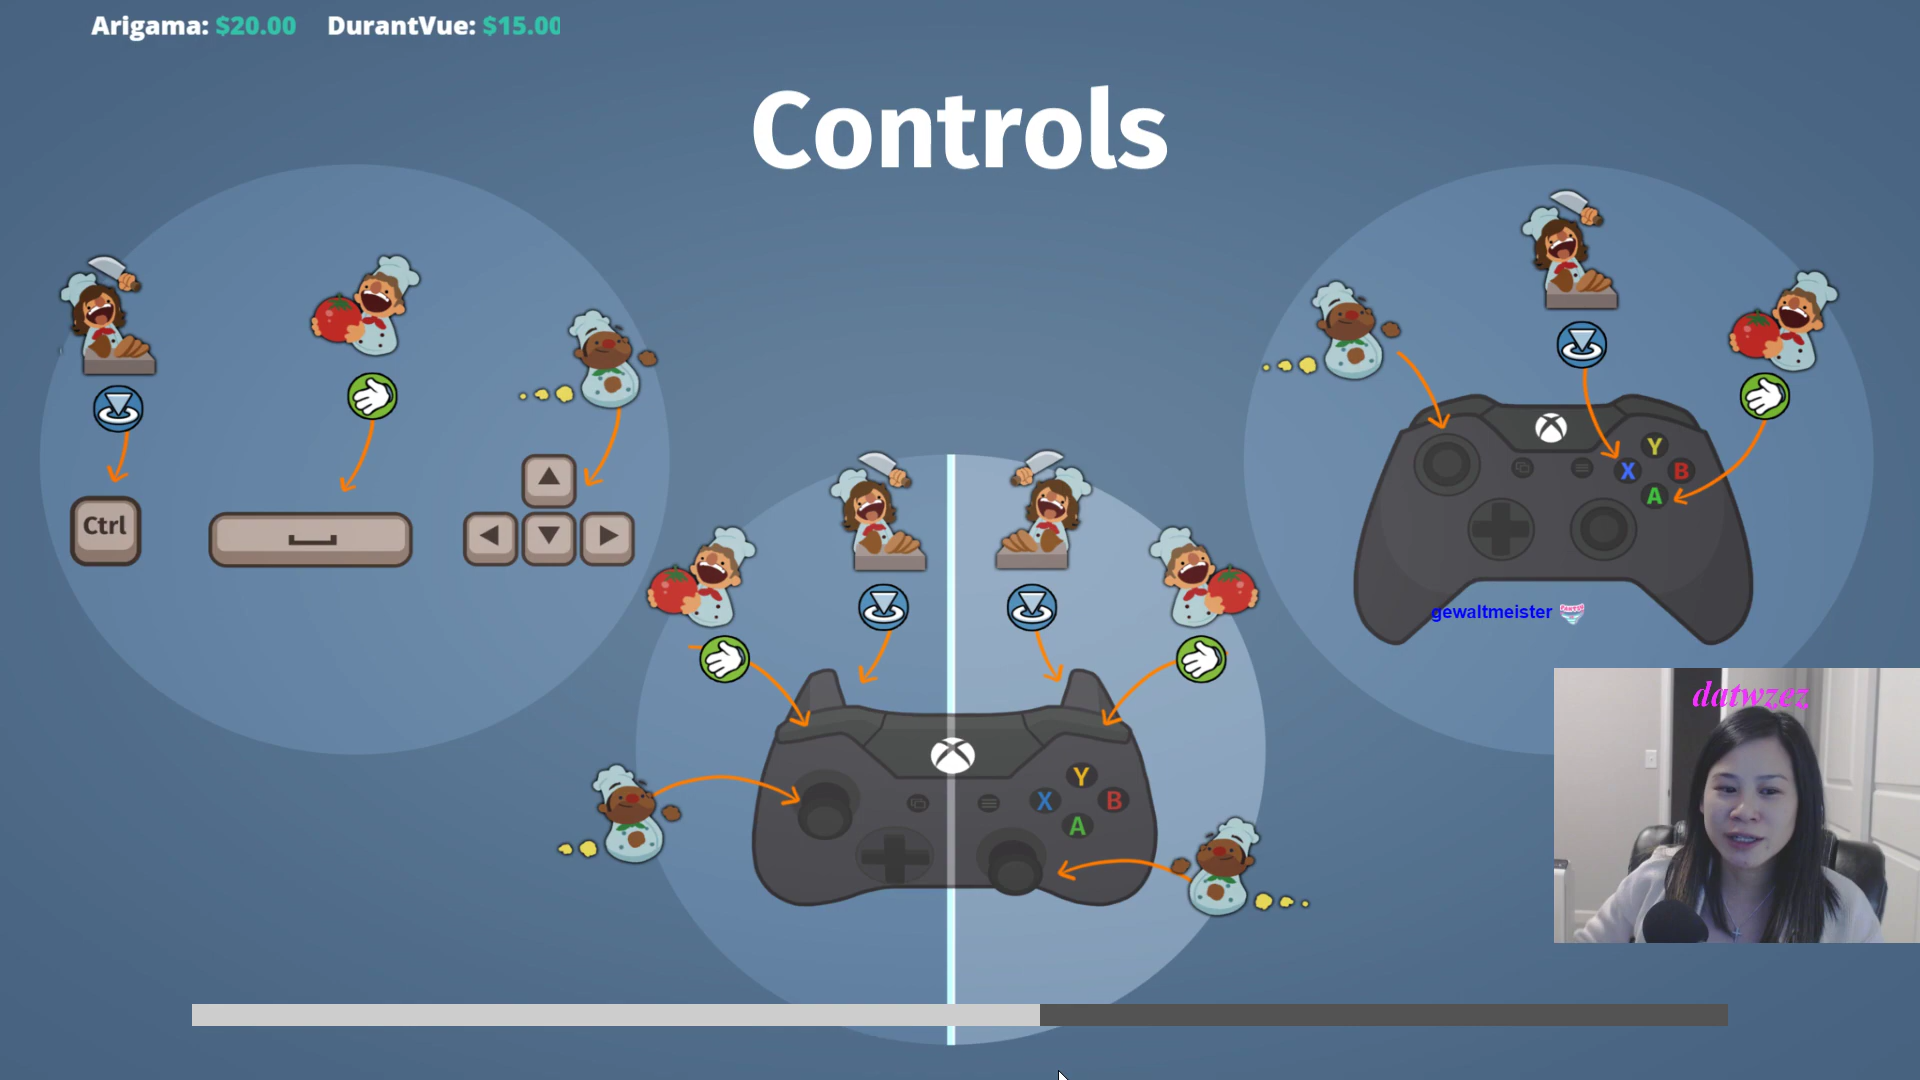 Arigama: $20.00 DurantVue: $15.00
Controls
Ctrl
Y
X B
A
gewaltmeister
datwzez
Y
X B
A